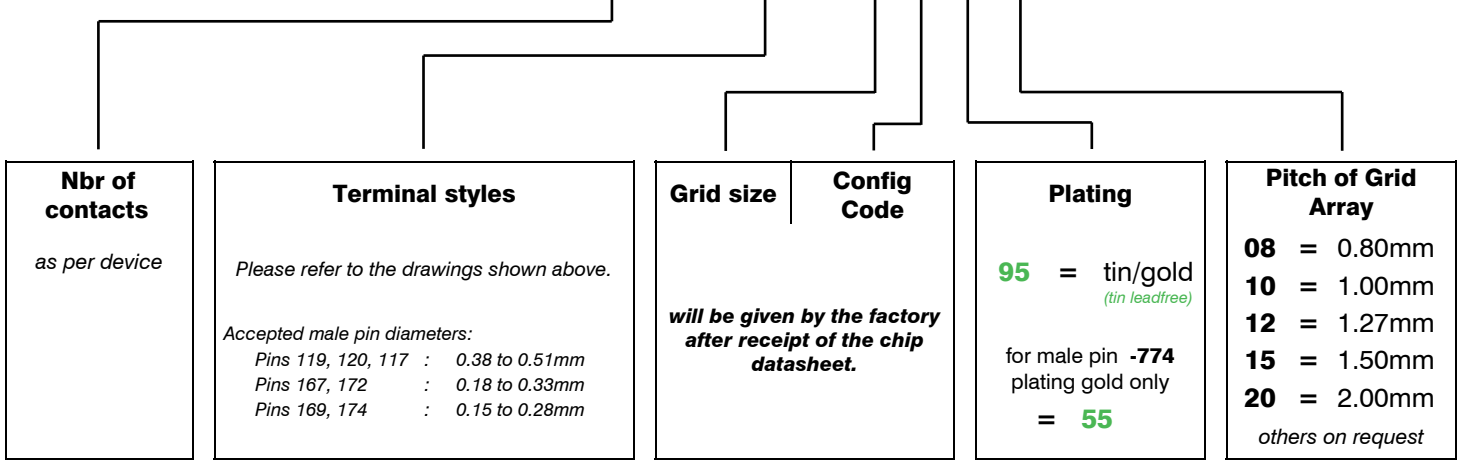 Nbr of
contacts
as per device
Terminal styles
Please refer to the drawings shown above.
Accepted male pin diameters:
Pins 119, 120, 117 : 0.38 to 0.51mm
Pins 167, 172 : 0.18 to 0.33mm
Pins 169, 174 : 0.15 to 0.28mm
Grid size
Config
Code
will be given by the factory
after receipt of the chip
datasheet.
Plating
95 = tin/gold
(tin leadfree)
for male pin -774
plating gold only
= 55
Pitch of Grid
Array
08 = 0.80mm
10 = 1.00mm
12 = 1.27mm
15 = 1.50mm
20 = 2.00mm
others on request